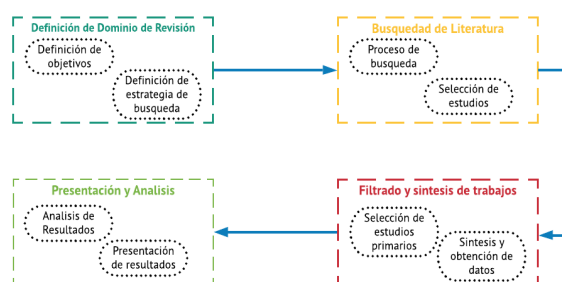 Definición de Dominio de Revisión
Definición de
objetivos
Definición de
estrategia de
busqueda
Busquedad de Literatura
Proceso de
busqueda
Selección de
estudios
Presentación y Analisis
Analisis de
Resultados
Presentación
de resultados
Filtrado y sintesis de trabajos
Selección de
estudios
primarios
Sintesis y
obtención de
datos